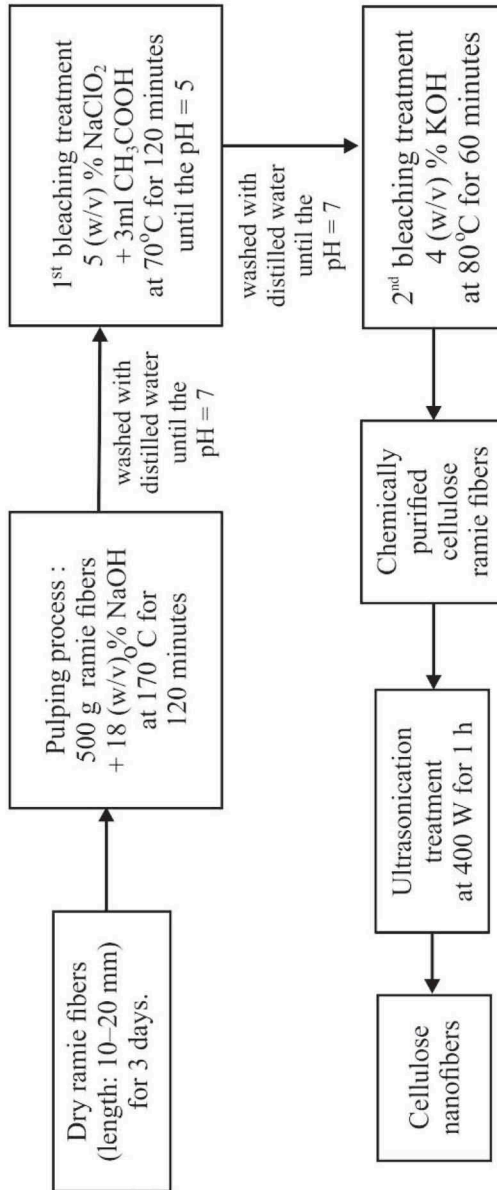 Dry ramie fibers
(length: 10–20 mm)
for 3 days.
Pulping process :
500 g ramie fibers
+ 18 (w/v)% NaOH
at 170 °C for
120 minutes
washed with
distilled water
until the
pH = 7
1st bleaching treatment
5 (w/v) % NaClO2
+ 3ml CH3COOH
at 70°C for 120 minutes
until the pH = 5
washed with
distilled water
until the
pH = 7
2nd bleaching treatment
4 (w/v) % KOH
at 80°C for 60 minutes
Chemically
purified
cellulose
ramie fibers
Ultrasonication
treatment
at 400 W for 1 h
Cellulose
nanofibers